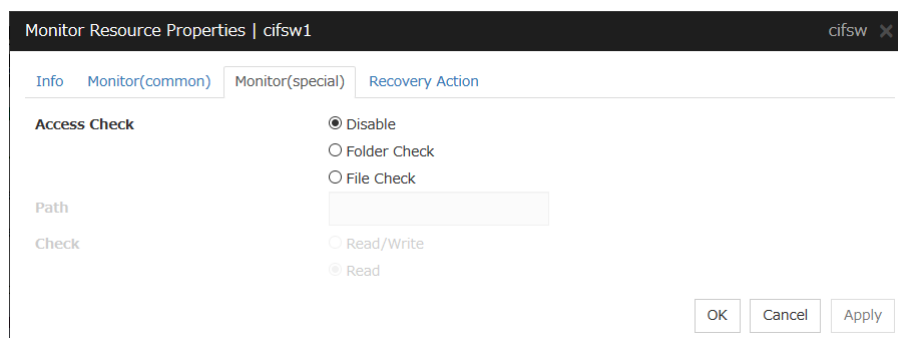 Monitor Resource Properties | cifsw1 cifsw ×
Info Monitor(common) Monitor(special) Recovery Action
Access Check Disable
Folder Check
File Check
Path
Check Read/Write
Read
OK Cancel Apply